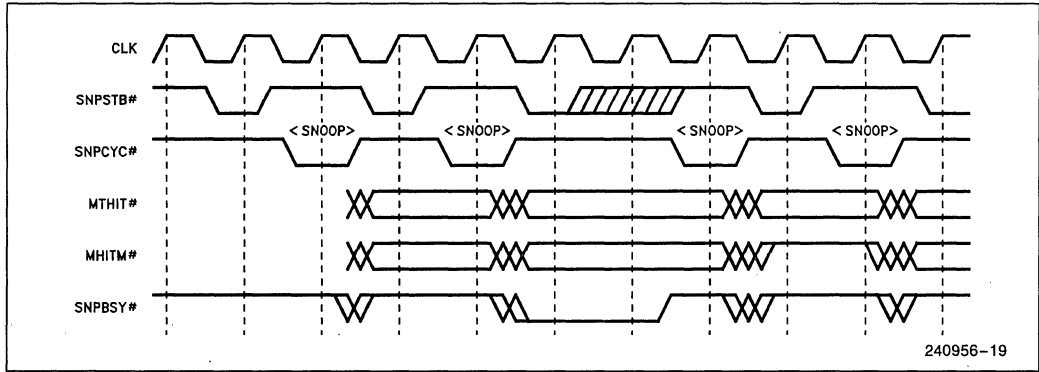 CLK
SNPSTB#
<SNOOP> <SNOOP> <SNOOP> <SNOOP>
SNPCYC#
MTHIT#
MHITM#
SNPBSY#
240956-19